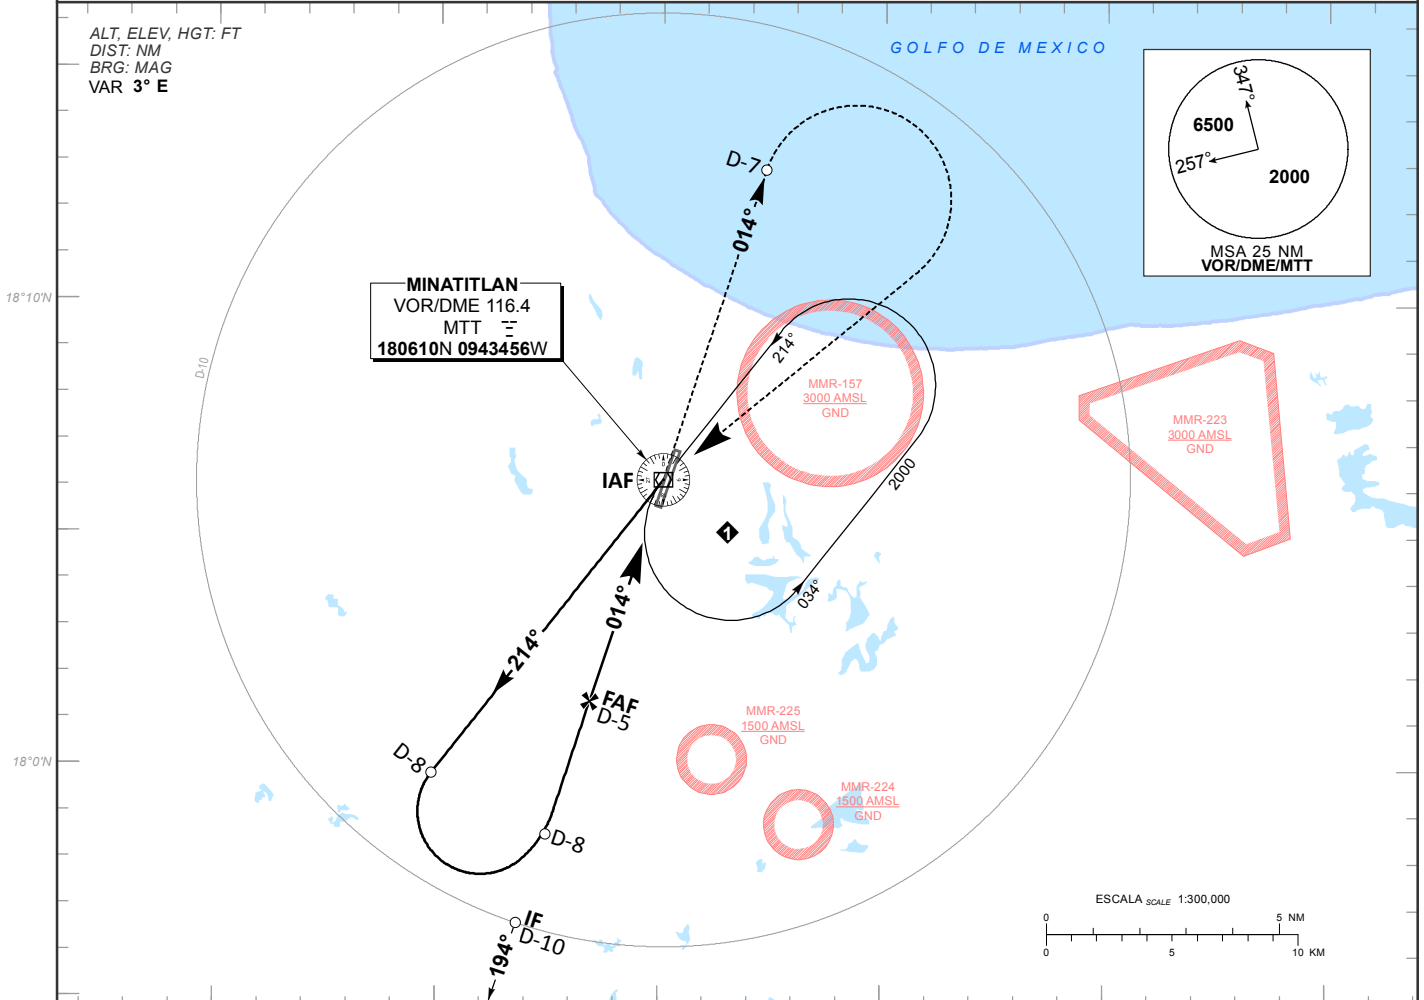 ALT, ELEV, HGT: FT
DIST: NM
BRG: MAG
VAR 3° E
GOLFO DE MEXICO
347°
6500
257°
2000
MSA 25 NM
VOR/DME/MTT
D-7
014°
MINATITLAN
VOR/DME 116.4
MTT
180610N 0943456W
18°10'N
D-10
214°
MMR-157
3000 AMSL
GND
MMR-223
3000 AMSL
GND
2000
IAF
1
034°
014°
214°
FAF
D-5
MMR-225
1500 AMSL
GND
18°0'N
D-8
MMR-224
1500 AMSL
GND
D-8
IF
D-10
194°
ESCALA SCALE 1:300,000
0 5 NM
0 5 10 KM